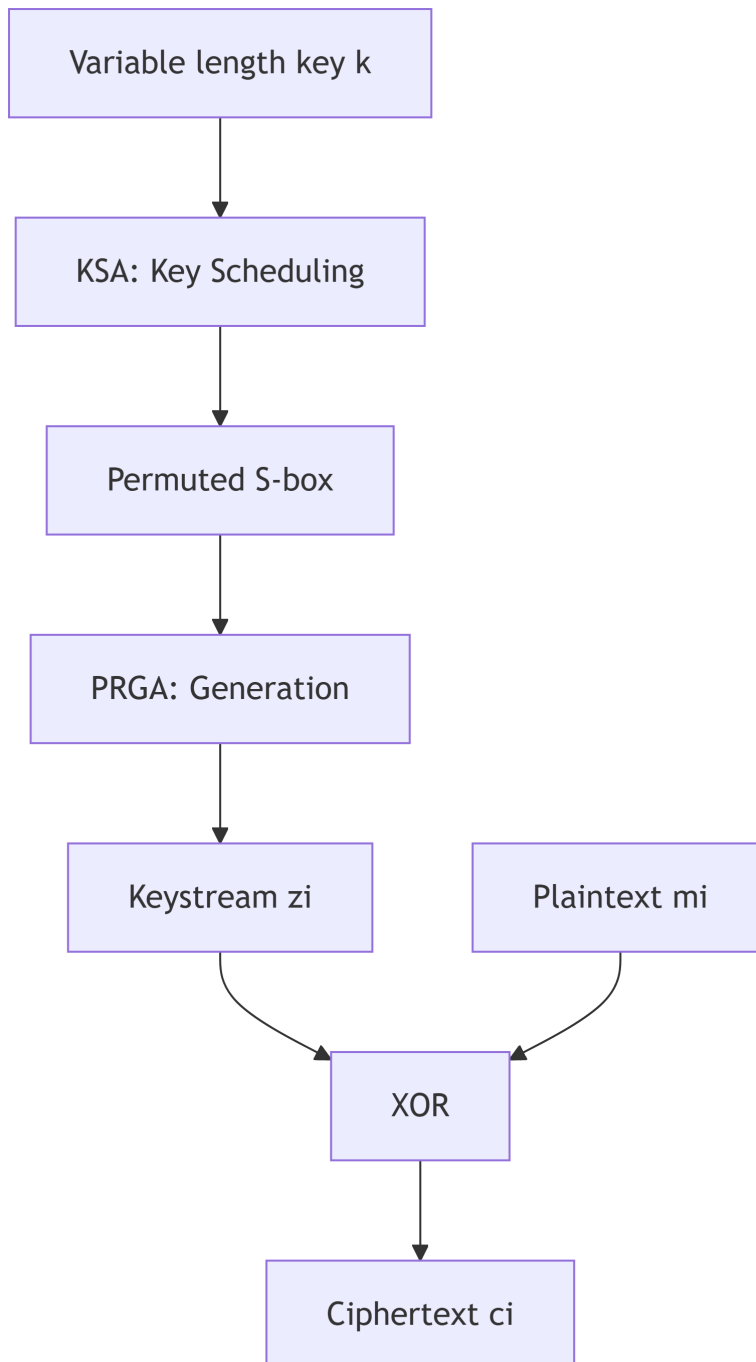 Variable length key k
KSA: Key Scheduling
Permuted S-box
PRGA: Generation
Keystream zi
Plaintext mi
XOR
Ciphertext ci